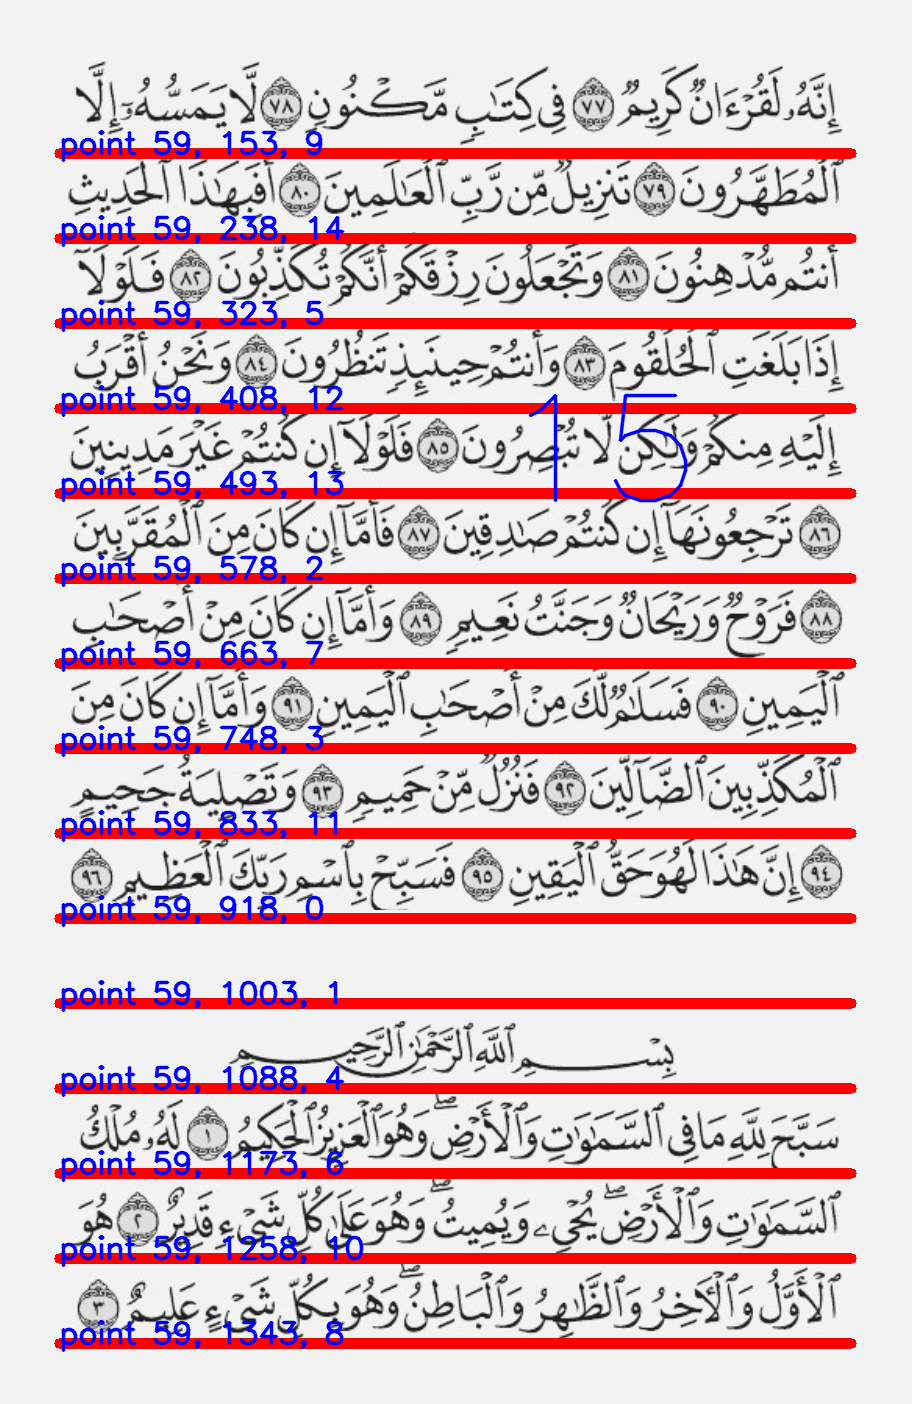 إِنَّهُۥ لَقُرْءَانٌ كَرِيمٌ ٧٧ فِى كِتَٰبٍ مَّكْنُونٍ ٧٨ لَّا يَمَسُّهُۥٓ إِلَّا
point 59, 153, 9
ٱلْمُطَهَّرُونَ ٧٩ تَنزِيلٌ مِّن رَّبِّ ٱلْعَٰلَمِينَ ٨٠ أَفَبِهَٰذَا ٱلْحَدِيثِ
point 59, 238, 14
أَنتُم مُّدْهِنُونَ ٨١ وَتَجْعَلُونَ رِزْقَكُمْ أَنَّكُمْ تُكَذِّبُونَ ٨٢ فَلَوْلَآ
point 59, 323, 5
إِذَا بَلَغَتِ ٱلْحُلْقُومَ ٨٣ وَأَنتُمْ حِينَئِذٍ تَنظُرُونَ ٨٤ وَنَحْنُ أَقْرَبُ
point 59, 408, 12
15
إِلَيْهِ مِنكُمْ وَلَٰكِن لَّا تُبْصِرُونَ ٨٥ فَلَوْلَآ إِن كُنتُمْ غَيْرَ مَدِينِينَ
point 59, 493, 13
٨٦ تَرْجِعُونَهَآ إِن كُنتُمْ صَٰدِقِينَ ٨٧ فَأَمَّآ إِن كَانَ مِنَ ٱلْمُقَرَّبِينَ
point 59, 578, 2
٨٨ فَرَوْحٌ وَرَيْحَانٌ وَجَنَّتُ نَعِيمٍ ٨٩ وَأَمَّآ إِن كَانَ مِنْ أَصْحَٰبِ
point 59, 663, 7
ٱلْيَمِينِ ٩٠ فَسَلَٰمٌ لَّكَ مِنْ أَصْحَٰبِ ٱلْيَمِينِ ٩١ وَأَمَّآ إِن كَانَ مِنَ
point 59, 748, 3
ٱلْمُكَذِّبِينَ ٱلضَّآلِّينَ ٩٢ فَنُزُلٌ مِّنْ حَمِيمٍ ٩٣ وَتَصْلِيَةُ جَحِيمٍ
point 59, 833, 11
٩٤ إِنَّ هَٰذَا لَهُوَ حَقُّ ٱلْيَقِينِ ٩٥ فَسَبِّحْ بِٱسْمِ رَبِّكَ ٱلْعَظِيمِ ٩٦
point 59, 918, 0
point 59, 1003, 1
بِسْمِ ٱللَّهِ ٱلرَّحْمَٰنِ ٱلرَّحِيمِ
point 59, 1088, 4
سَبَّحَ لِلَّهِ مَا فِى ٱلسَّمَٰوَٰتِ وَٱلْأَرْضِ ۖ وَهُوَ ٱلْعَزِيزُ ٱلْحَكِيمُ ١ لَهُۥ مُلْكُ
point 59, 1173, 6
ٱلسَّمَٰوَٰتِ وَٱلْأَرْضِ ۖ يُحْىِۦ وَيُمِيتُ ۖ وَهُوَ عَلَىٰ كُلِّ شَىْءٍ قَدِيرٌ ٢ هُوَ
point 59, 1258, 10
ٱلْأَوَّلُ وَٱلْءَاخِرُ وَٱلظَّٰهِرُ وَٱلْبَاطِنُ ۖ وَهُوَ بِكُلِّ شَىْءٍ عَلِيمٌ ٣
point 59, 1343, 8